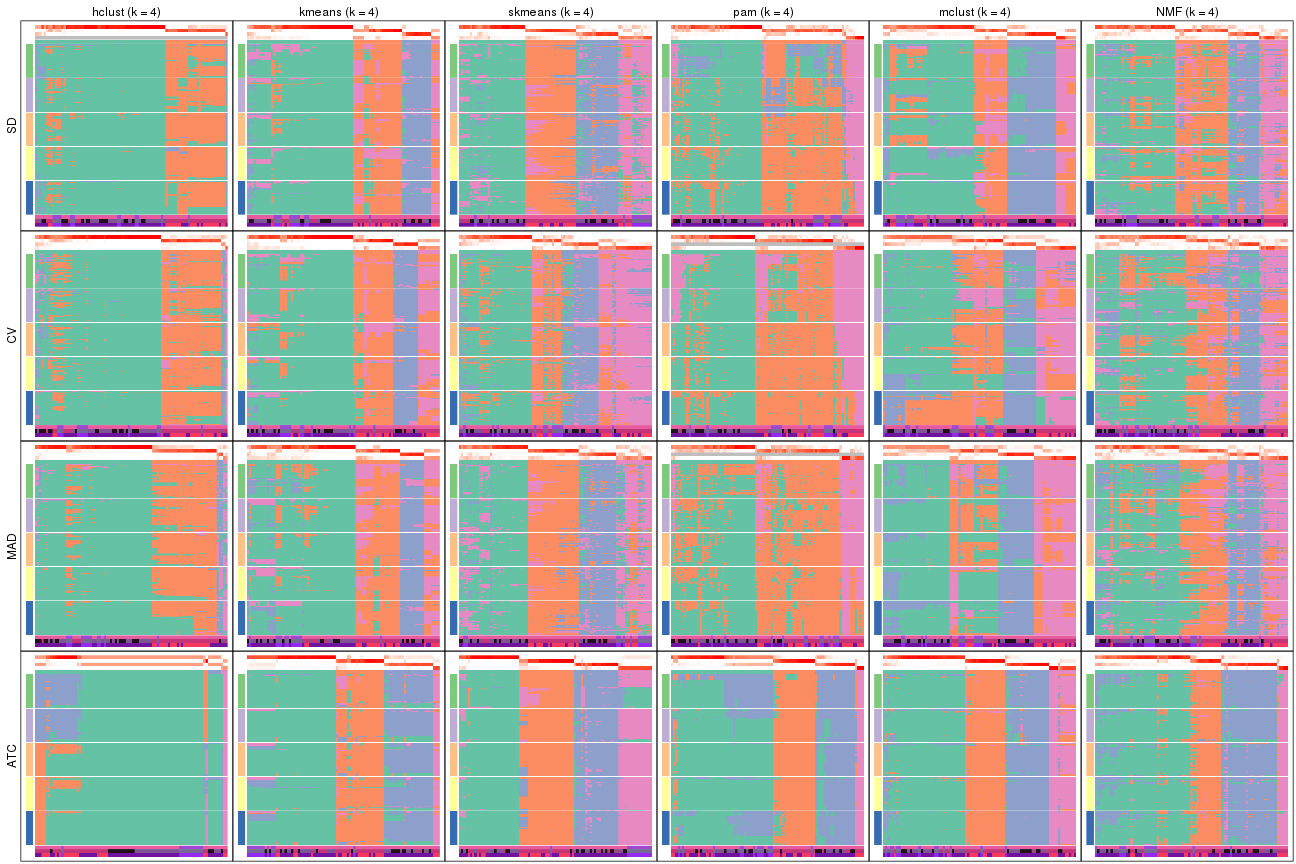 hclust (k = 4)
kmeans (k = 4)
skmeans (k = 4)
pam (k = 4)
mclust (k = 4)
NMF (k = 4)
SD
CV
MAD
ATC